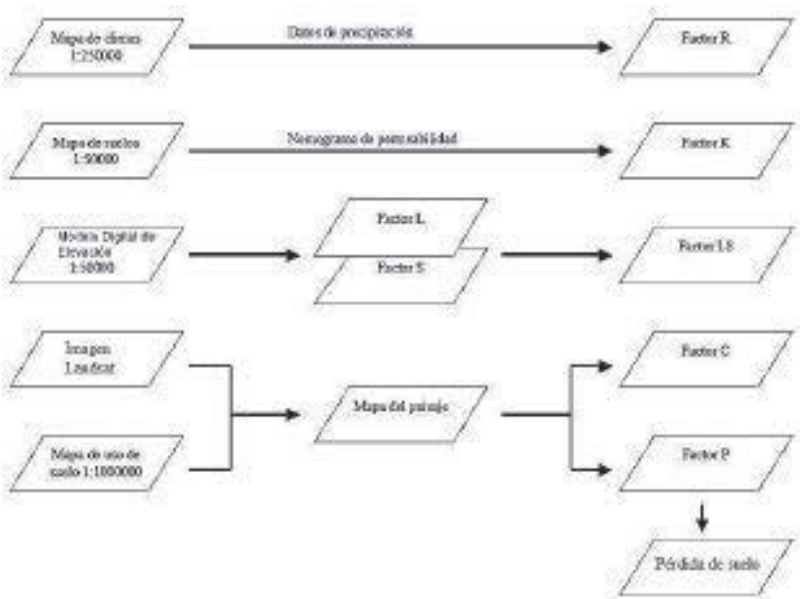 Mapa de climas
1:250000
Datos de precipitación
Factor R
Mapa de suelos
1:50000
Nomograma de permeabilidad
Factor K
Modelo Digital de
Elevación
1:50000
Factor L
Factor S
Factor LS
Imagen
Landsat
Mapa de uso de
suelo 1:1000000
Mapa del paisaje
Factor C
Factor P
Pérdida de suelo